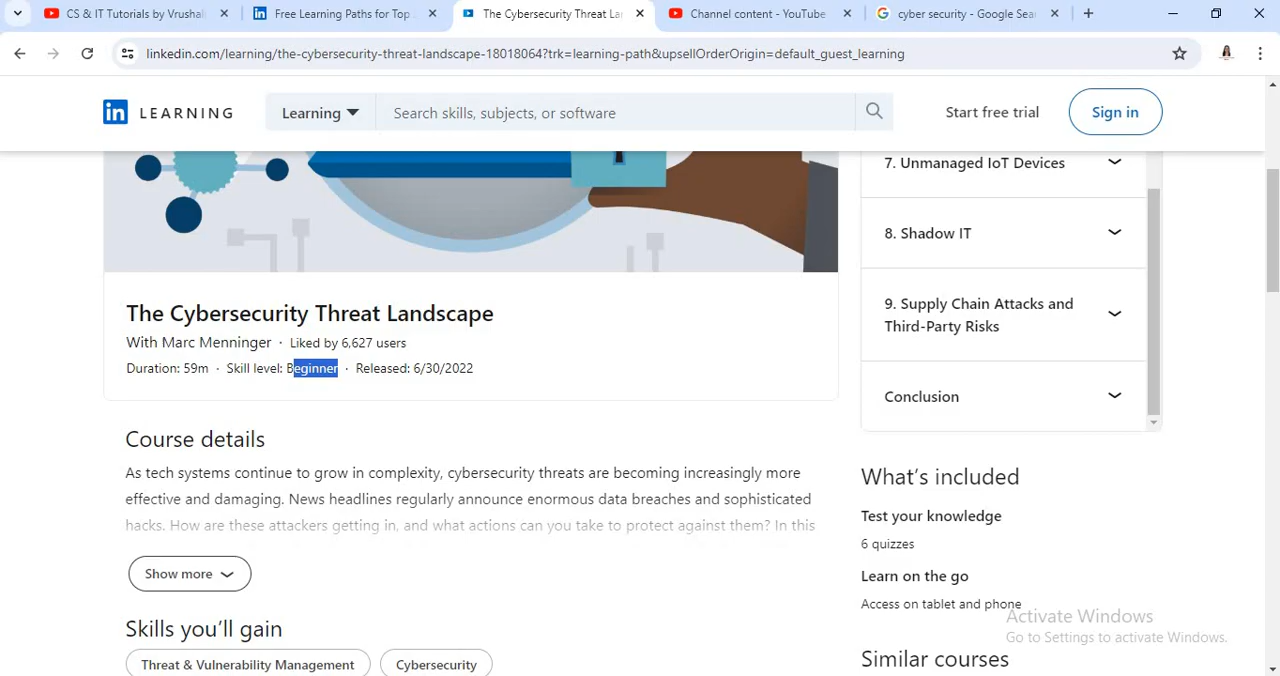 CS & IT Tutorials by Vrushal
Free Learning Paths for Top
Cybersecurity Threat La
Channel content - YouTube
cyber security - Google Sea
linkedin.com/learning/the-cybersecurity-threat-landscape-18018064?trk=learning-path&upsellOrderOrigin=default_guest_learning
in LEARNING
Learning
Search skills, subjects, or software
Start free trial
Sign in
7. Unmanaged IoT Devices
8. Shadow IT
9. Supply Chain Attacks and
Third-Party Risks
Conclusion
The Cybersecurity Threat Landscape
With Marc Menninger · Liked by 6,627 users
Duration: 59m · Skill level: Beginner · Released: 6/30/2022
Course details
As tech systems continue to grow in complexity, cybersecurity threats are becoming increasingly more
effective and damaging. News headlines regularly announce enormous data breaches and sophisticated
hacks. How are these attackers getting in, and what actions can you take to protect against them? In this
Show more
Skills you'll gain
Threat & Vulnerability Management
Cybersecurity
What's included
Test your knowledge
6 quizzes
Learn on the go
Access on tablet and phone
Similar courses
Activate Windows
Go to Settings to activate Windows.